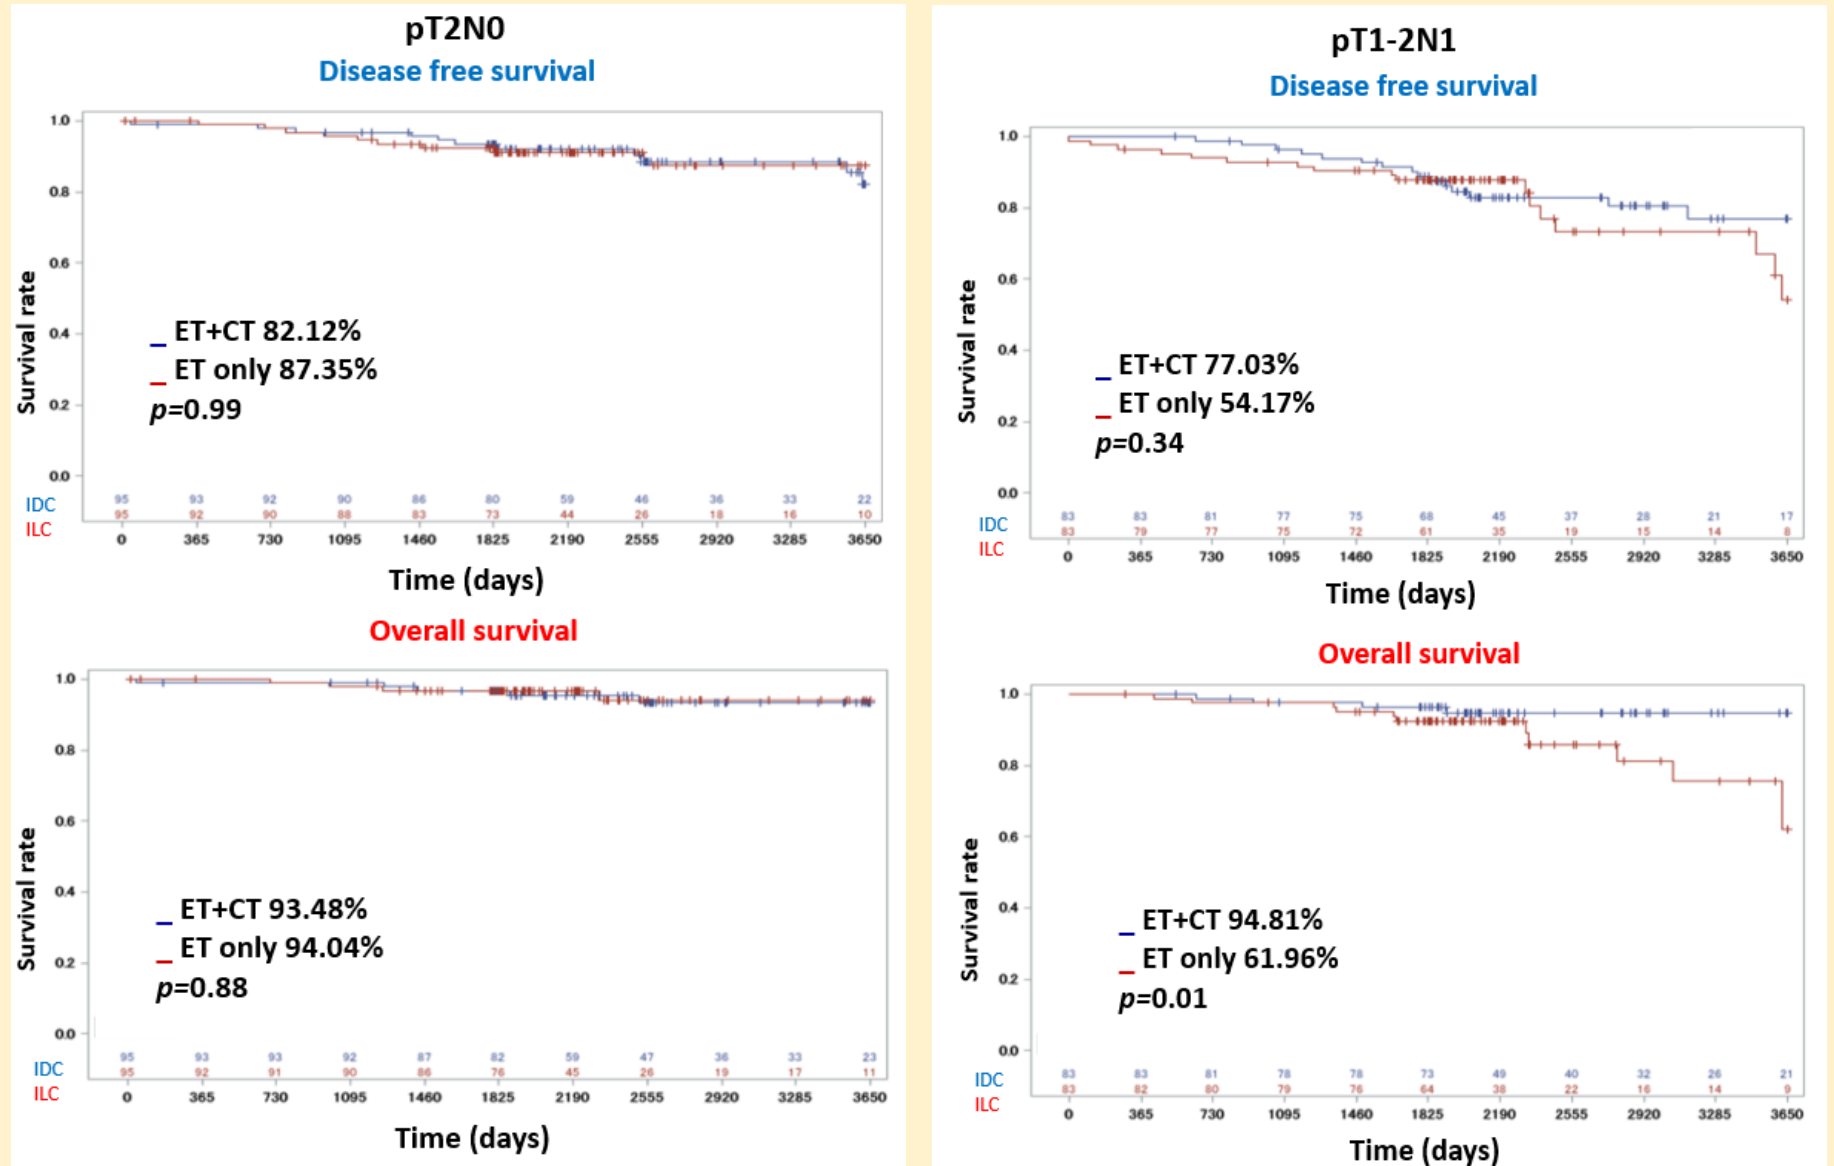 pT2N0
Disease free survival
1.0
0.8
0.6
0.4
0.2
0.0
Survival rate
_ ET+CT 82.12%
_ ET only 87.35%
p=0.99
IDC 95 93 92 90 86 80 59 46 36 33 22
ILC 95 92 90 88 83 73 44 26 18 16 10
0 365 730 1095 1460 1825 2190 2555 2920 3285 3650
Time (days)
Overall survival
1.0
0.8
0.6
0.4
0.2
0.0
Survival rate
_ ET+CT 93.48%
_ ET only 94.04%
p=0.88
IDC 95 93 93 92 87 82 59 47 36 33 23
ILC 95 92 91 90 86 76 45 26 19 17 11
0 365 730 1095 1460 1825 2190 2555 2920 3285 3650
Time (days)
pT1-2N1
Disease free survival
1.0
0.8
0.6
0.4
0.2
0.0
Survival rate
_ ET+CT 77.03%
_ ET only 54.17%
p=0.34
IDC 83 83 81 77 75 68 45 37 28 21 17
ILC 83 79 77 75 72 61 35 19 15 14 8
0 365 730 1095 1460 1825 2190 2555 2920 3285 3650
Time (days)
Overall survival
1.0
0.8
0.6
0.4
0.2
0.0
Survival rate
_ ET+CT 94.81%
_ ET only 61.96%
p=0.01
IDC 83 83 81 78 78 73 49 40 32 26 21
ILC 83 82 80 79 76 64 38 22 16 14 9
0 365 730 1095 1460 1825 2190 2555 2920 3285 3650
Time (days)